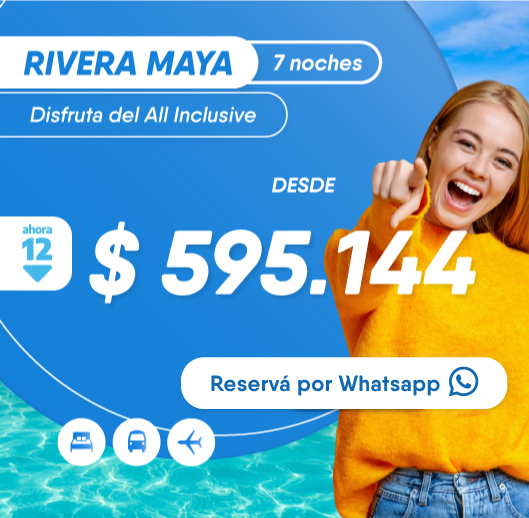 RIVERA MAYA 7 noches
Disfruta del All Inclusive
DESDE
ahora
12
$ 595.144
Reservá por Whatsapp